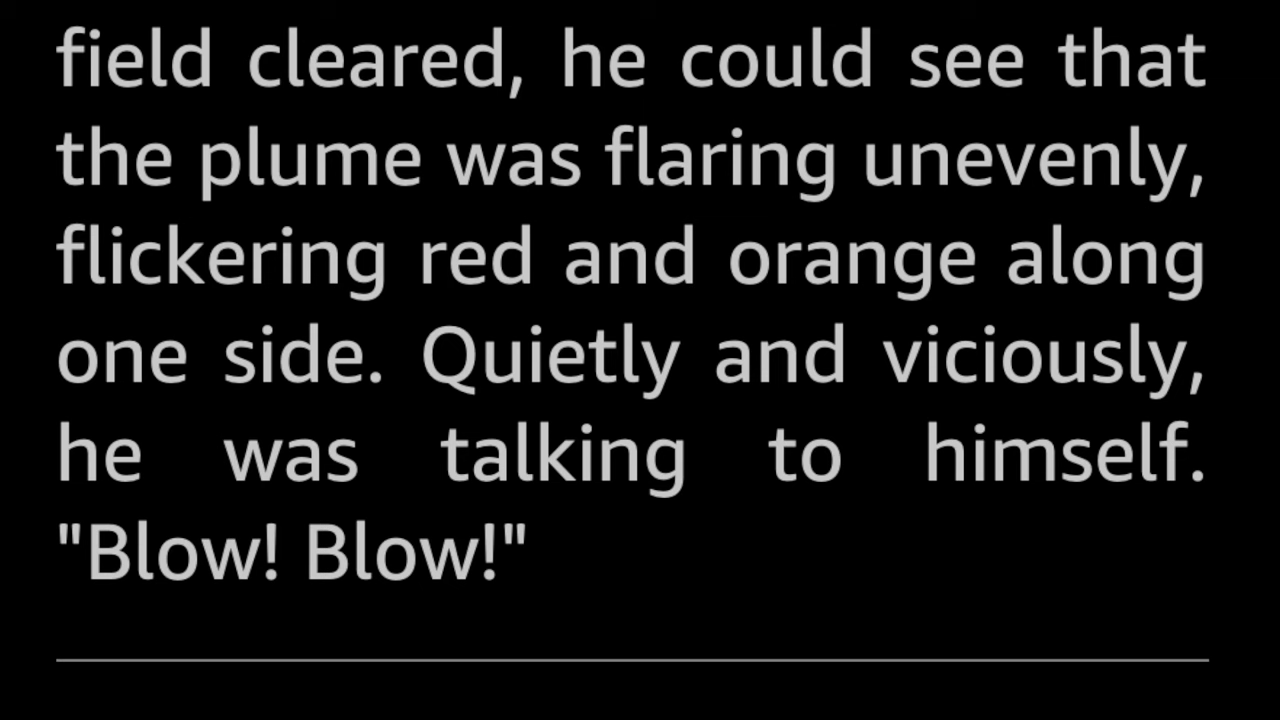 field cleared, he could see that
the plume was flaring unevenly,
flickering red and orange along
one side. Quietly and viciously,
he was talking to himself.
"Blow! Blow!"